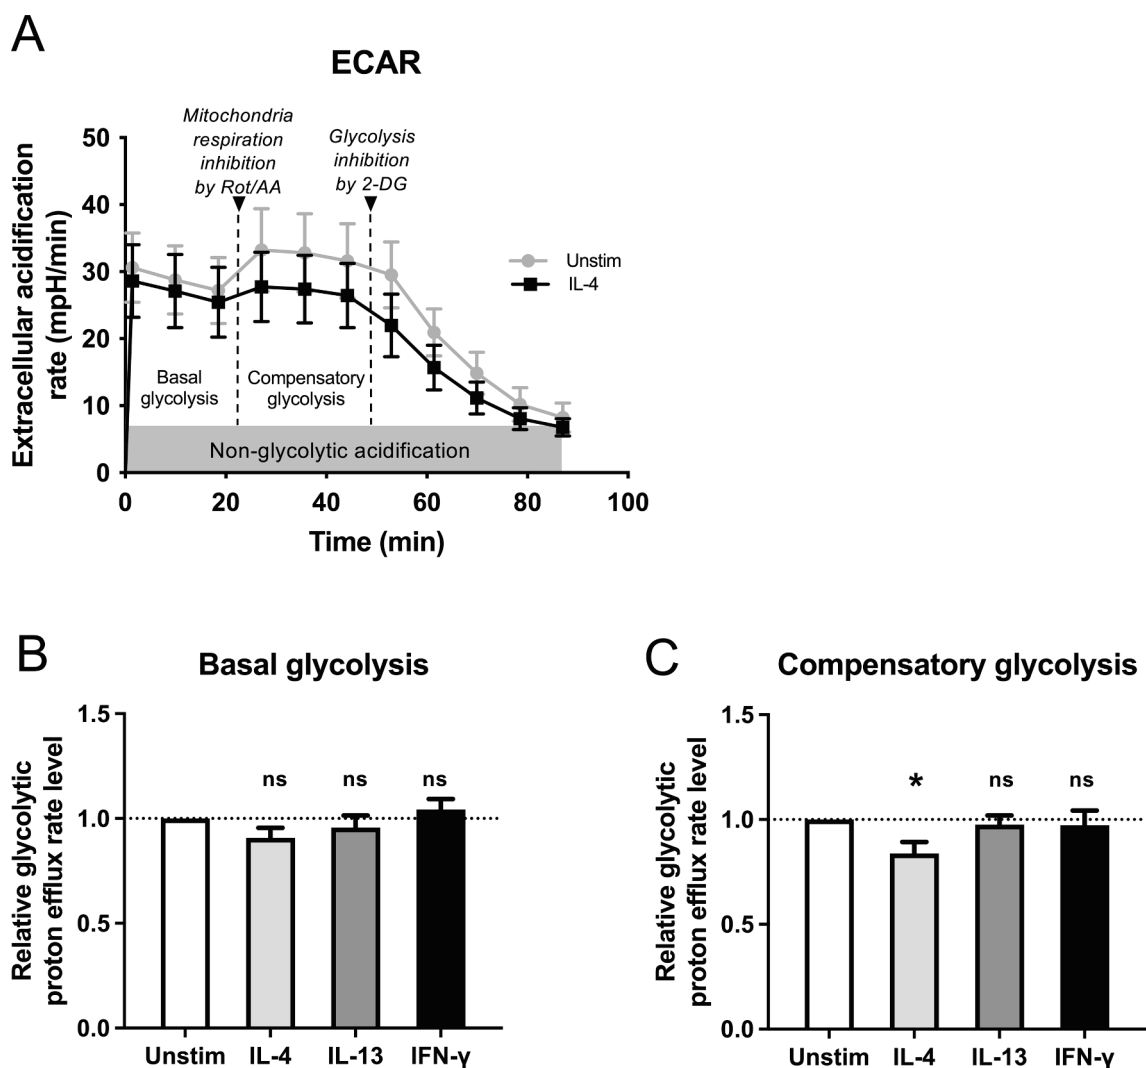 A
ECAR
Mitochondria
respiration
inhibition
by Rot/AA
Glycolysis
inhibition
by 2-DG
Extracellular acidification
rate (mpH/min)
50
40
30
20
10
0
Unstim
IL-4
Basal
glycolysis
Compensatory
glycolysis
Non-glycolytic acidification
0
20
40
60
80
100
Time (min)
B
Basal glycolysis
Relative glycolytic
proton efflux rate level
1.5
1.0
0.5
0.0
ns
ns
ns
Unstim
IL-4
IL-13
IFN-γ
C
Compensatory glycolysis
Relative glycolytic
proton efflux rate level
1.5
1.0
0.5
0.0
*
ns
ns
Unstim
IL-4
IL-13
IFN-γ